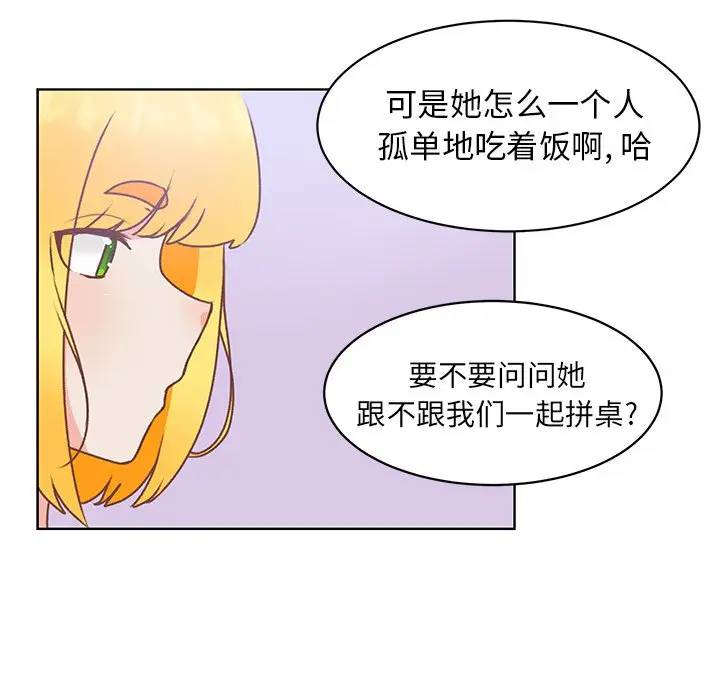 可是她怎么一个人
孤单地吃着饭啊，哈
要不要问问她
跟不跟我们一起拼桌？